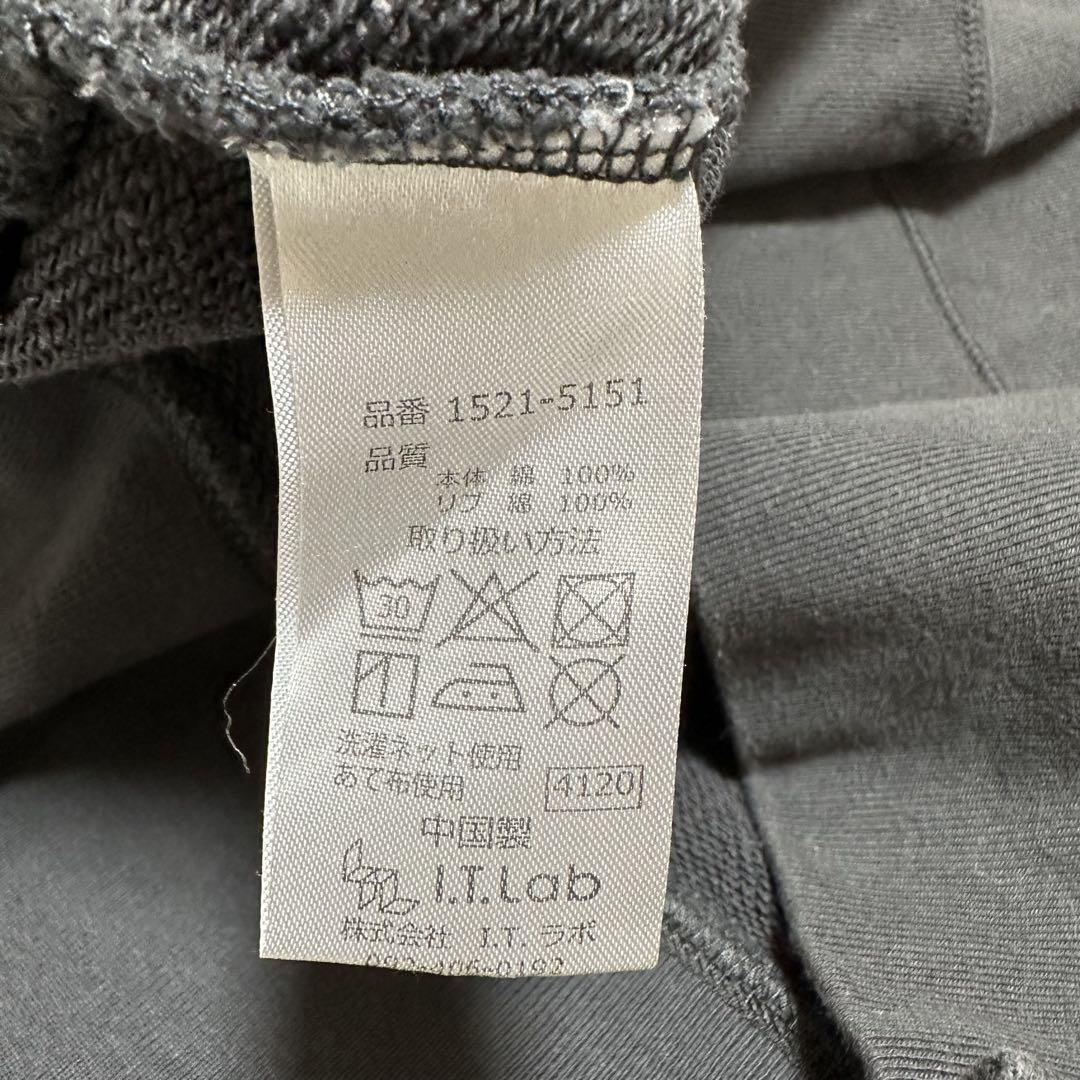 品番 1521-5151
品質
本体 綿 100%
リブ 綿 100%
取り扱い方法
30
洗濯ネット使用
あて布使用
4120
中国製
I.T.Lab
株式会社 I.T. ラボ